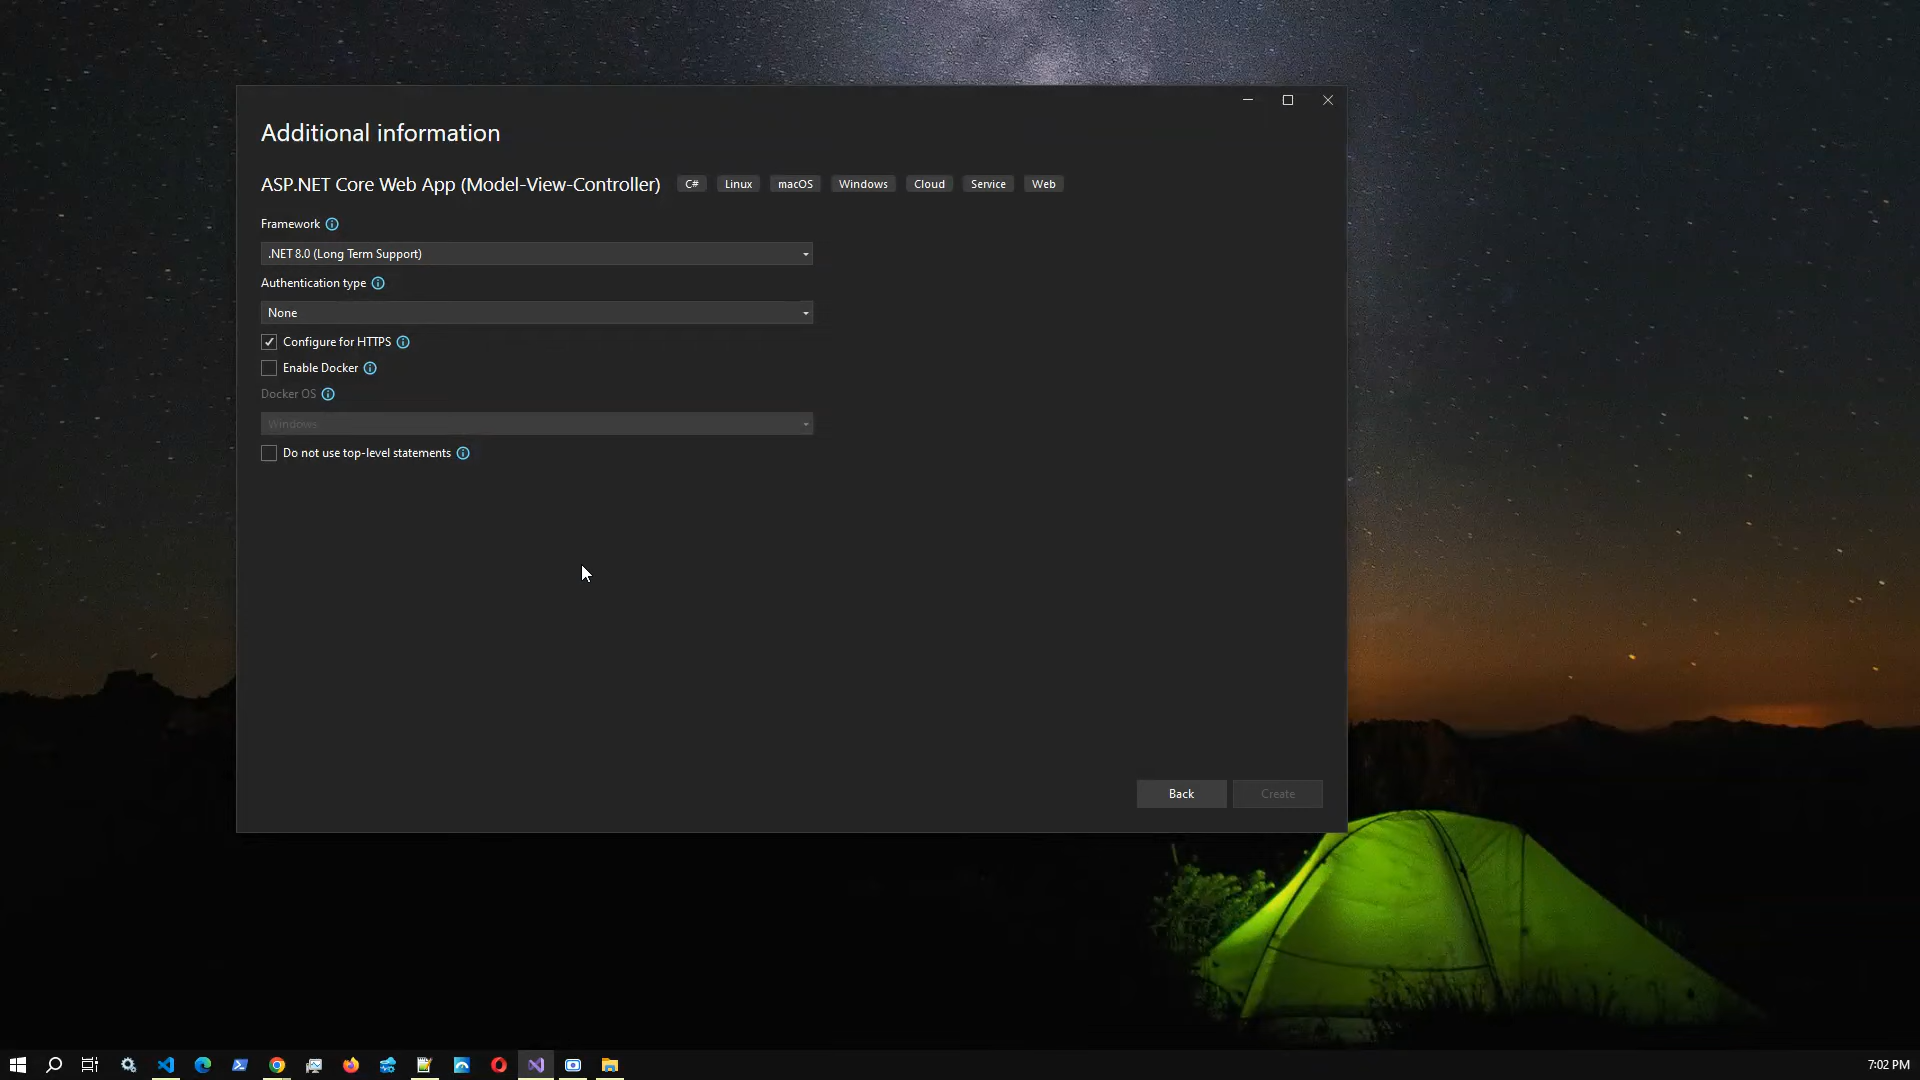 Additional information
ASP.NET Core Web App (Model-View-Controller) C# Linux macOS Windows Cloud Service Web
Framework
.NET 8.0 (Long Term Support)
Authentication type
None
Configure for HTTPS
Enable Docker
Docker OS
Windows
Do not use top-level statements
Back Create
7:02 PM